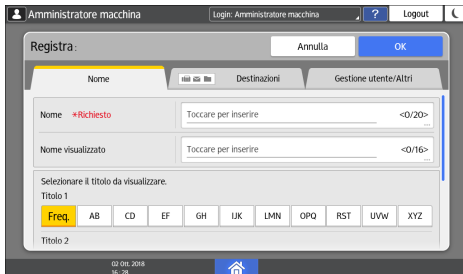 Amministratore macchina Login: Amministratore macchina ? Logout
Registra: Annulla OK
Nome Destinazioni Gestione utente/Altri
Nome *Richiesto Toccare per inserire <0/20>
...
Nome visualizzato Toccare per inserire <0/16>
...
Selezionare il titolo da visualizzare.
Titolo 1
Freq. AB CD EF GH IJK LMN OPQ RST UVW XYZ
Titolo 2
02 Ott. 2018
16:28